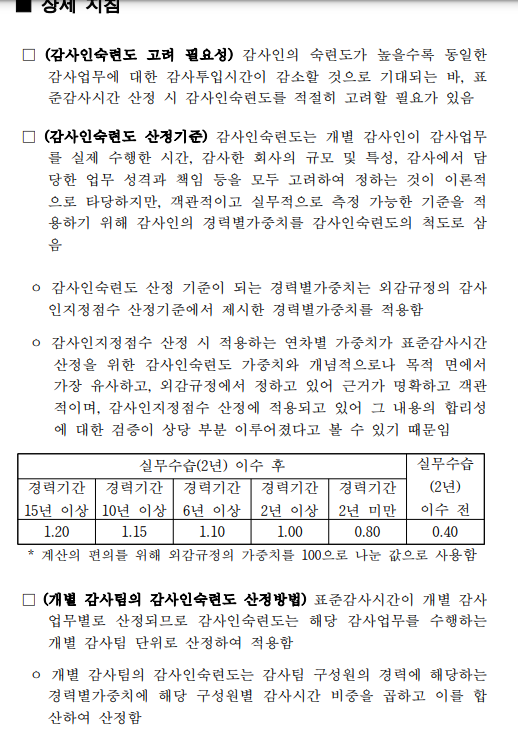 ■ 상세 지침
□ (감사인숙련도 고려 필요성) 감사인의 숙련도가 높을수록 동일한
감사업무에 대한 감사투입시간이 감소할 것으로 기대되는 바, 표
준감사시간 산정 시 감사인숙련도를 적절히 고려할 필요가 있음
□ (감사인숙련도 산정기준) 감사인숙련도는 개별 감사인이 감사업무
를 실제 수행한 시간, 감사한 회사의 규모 및 특성, 감사에서 담
당한 업무 성격과 책임 등을 모두 고려하여 정하는 것이 이론적
으로 타당하지만, 객관적이고 실무적으로 측정 가능한 기준을 적
용하기 위해 감사인의 경력별가중치를 감사인숙련도의 척도로 삼
음
ㅇ 감사인숙련도 산정 기준이 되는 경력별가중치는 외감규정의 감사
인지정점수 산정기준에서 제시한 경력별가중치를 적용함
ㅇ 감사인지정점수 산정 시 적용하는 연차별 가중치가 표준감사시간
산정을 위한 감사인숙련도 가중치와 개념적으로나 목적 면에서
가장 유사하고, 외감규정에서 정하고 있어 근거가 명확하고 객관
적이며, 감사인지정점수 산정에 적용되고 있어 그 내용의 합리성
에 대한 검증이 상당 부분 이루어졌다고 볼 수 있기 때문임
실무수습(2년) 이수 후 실무수습
(2년)
이수 전
경력기간 경력기간 경력기간 경력기간 경력기간
15년 이상 10년 이상 6년 이상 2년 이상 2년 미만
1.20 1.15 1.10 1.00 0.80 0.40
* 계산의 편의를 위해 외감규정의 가중치를 100으로 나눈 값으로 사용함
□ (개별 감사팀의 감사인숙련도 산정방법) 표준감사시간이 개별 감사
업무별로 산정되므로 감사인숙련도는 해당 감사업무를 수행하는
개별 감사팀 단위로 산정하여 적용함
ㅇ 개별 감사팀의 감사인숙련도는 감사팀 구성원의 경력에 해당하는
경력별가중치에 해당 구성원별 감사시간 비중을 곱하고 이를 합
산하여 산정함